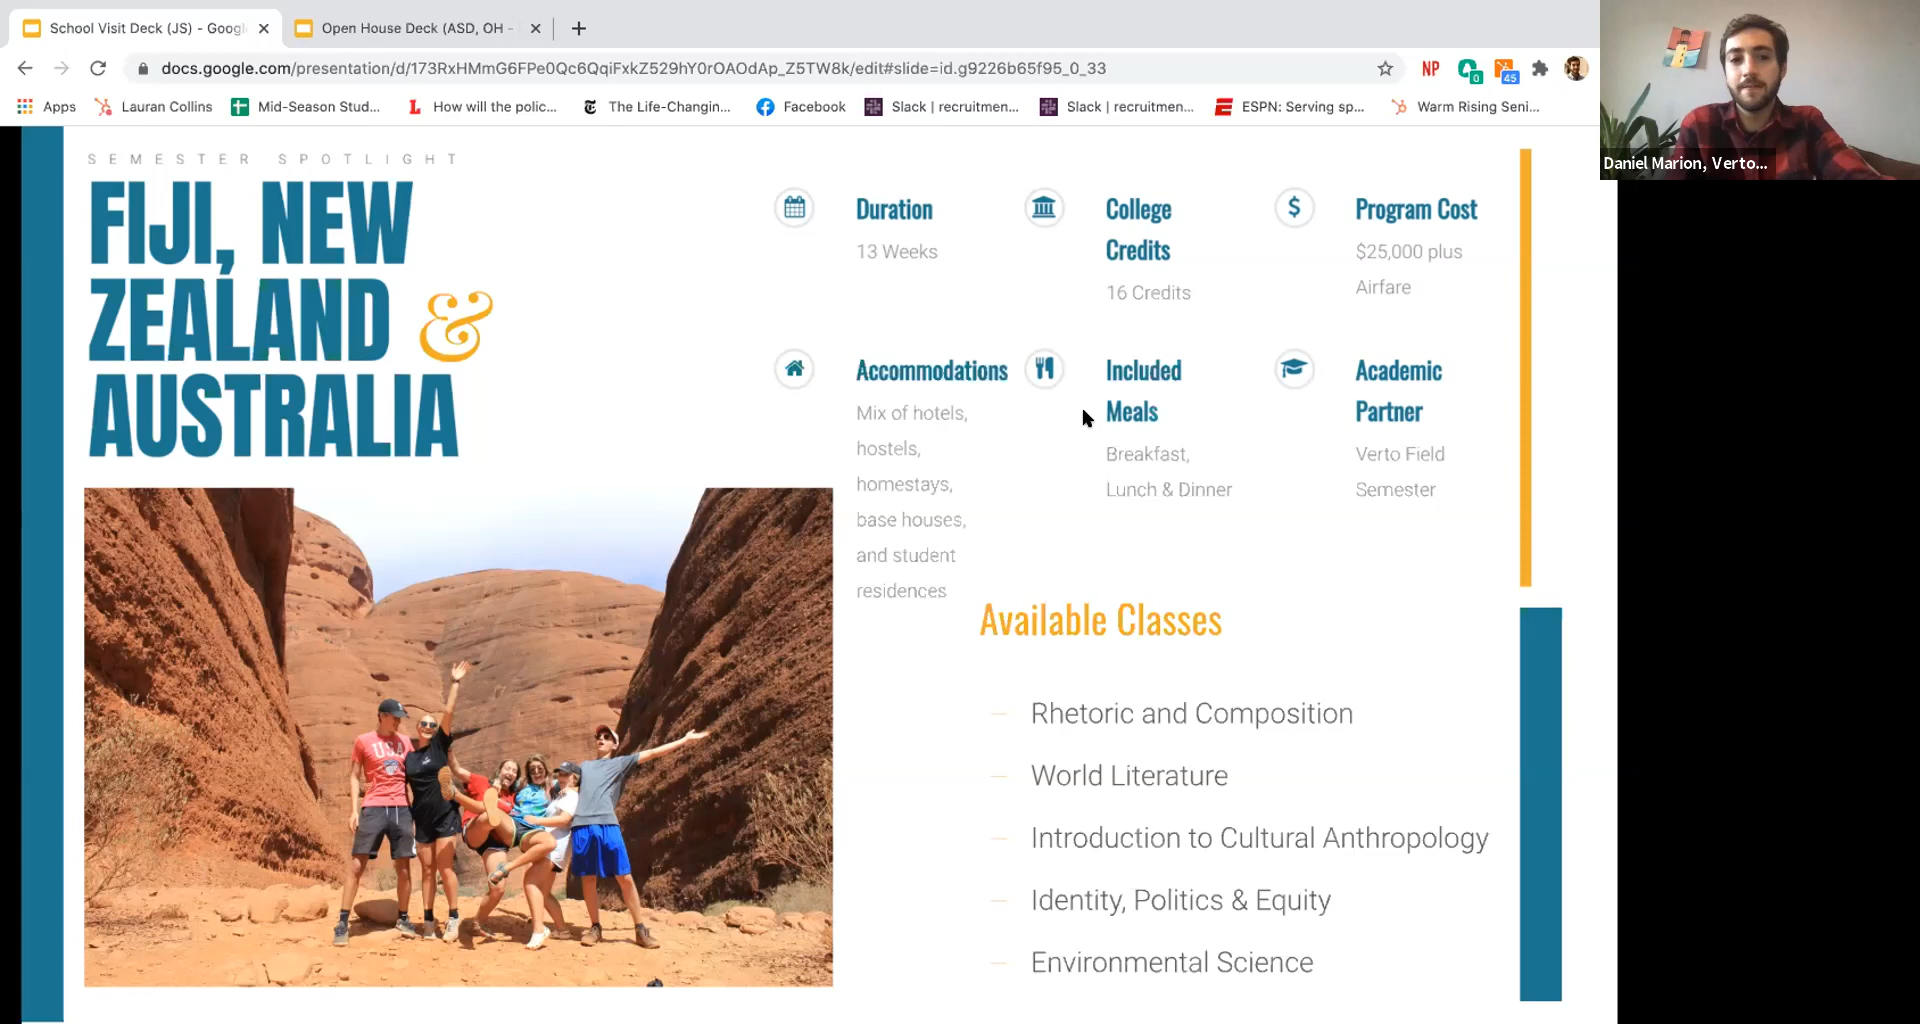 School Visit Deck (JS) - Googl
Open House Deck (ASD, OH -
docs.google.com/presentation/d/173RxHMmG6FPe0Qc6QqiFxkZ529hY0rOAOdAp_Z5TW8k/edit#slide=id.g9226b65f95_0_33
NP
0
45
Apps
Lauran Collins
Mid-Season Stud...
How will the polic...
The Life-Changin...
Facebook
Slack | recruitmen...
Slack | recruitmen...
ESPN: Serving sp...
Warm Rising Seni...
Daniel Marion, Verto...
SEMESTER SPOTLIGHT
FIJI, NEW
ZEALAND &
AUSTRALIA
Duration
13 Weeks
College
Credits
16 Credits
$
Program Cost
$25,000 plus
Airfare
Accommodations
Mix of hotels,
hostels,
homestays,
base houses,
and student
residences
Included
Meals
Breakfast,
Lunch & Dinner
Academic
Partner
Verto Field
Semester
USA
Available Classes
Rhetoric and Composition
World Literature
Introduction to Cultural Anthropology
Identity, Politics & Equity
Environmental Science